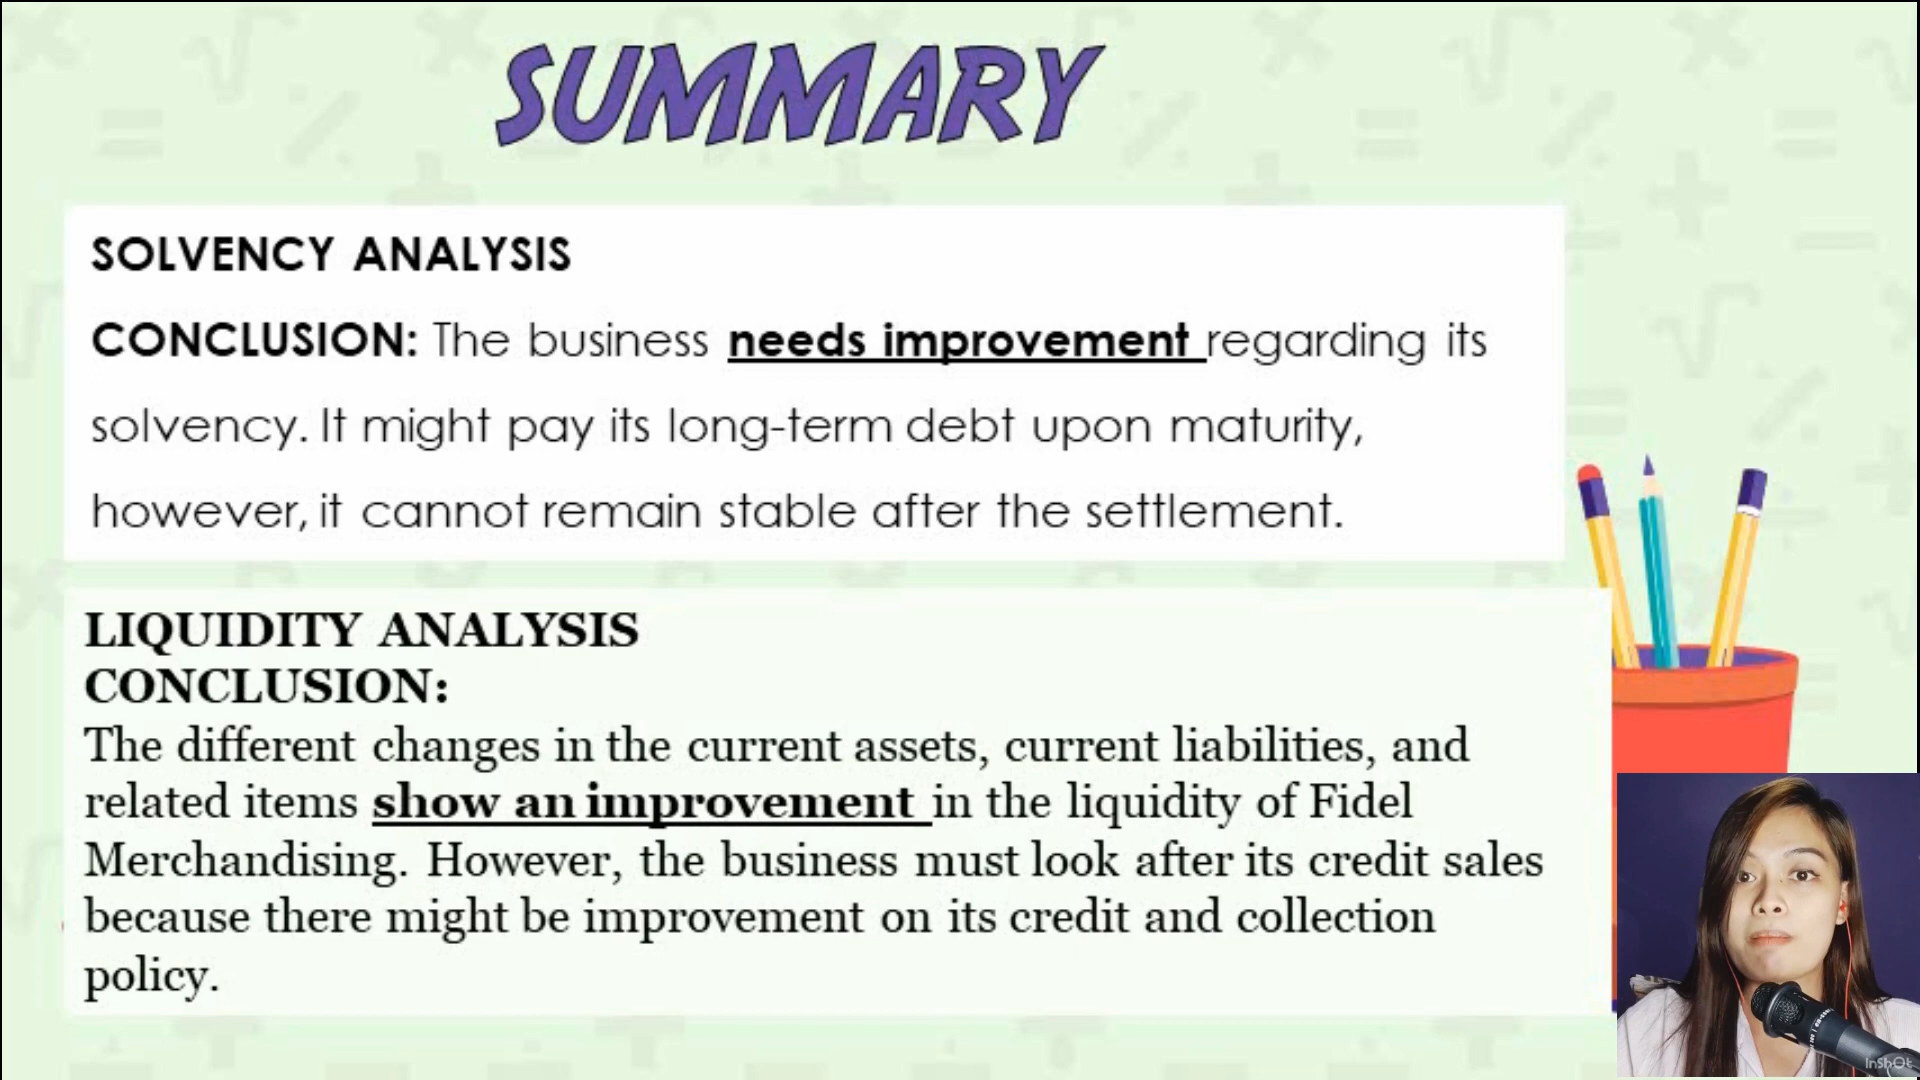 SUMMARY
SOLVENCY ANALYSIS
CONCLUSION: The business needs improvement regarding its
solvency. It might pay its long-term debt upon maturity,
however, it cannot remain stable after the settlement.
LIQUIDITY ANALYSIS
CONCLUSION:
The different changes in the current assets, current liabilities, and
related items show an improvement in the liquidity of Fidel
Merchandising. However, the business must look after its credit sales
because there might be improvement on its credit and collection
policy.
InShOt